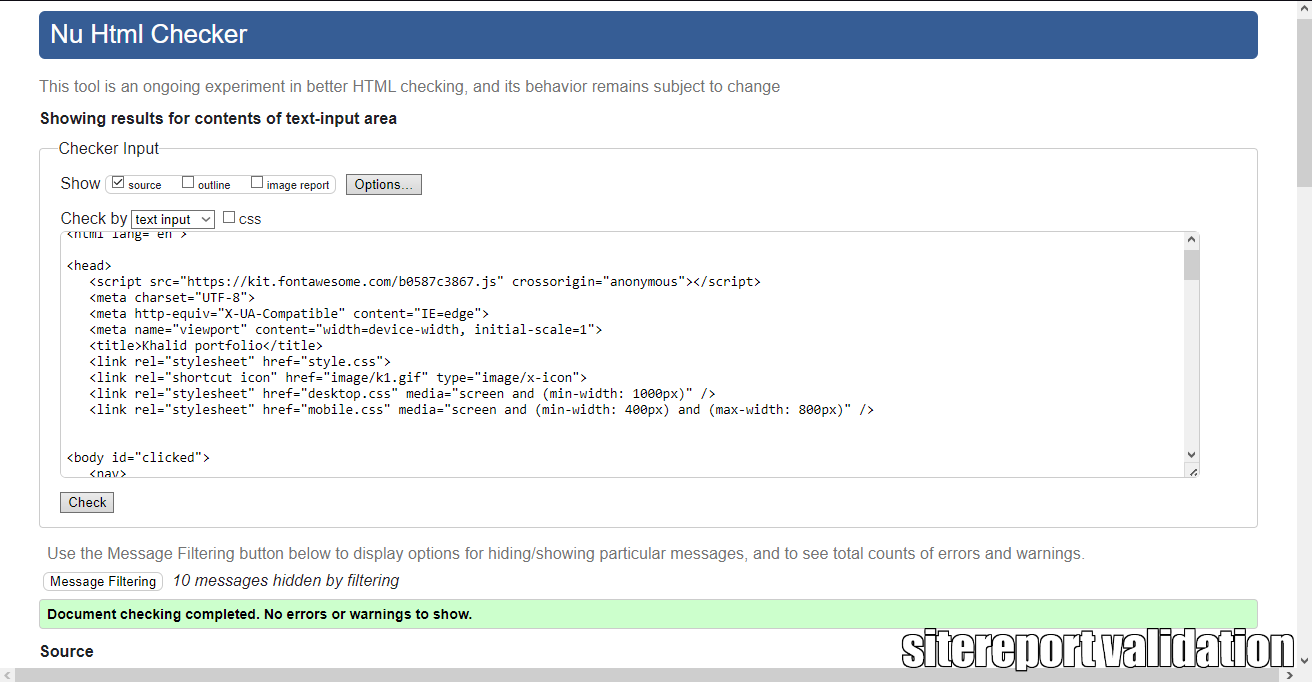 Nu Html Checker
This tool is an ongoing experiment in better HTML checking, and its behavior remains subject to change
Showing results for contents of text-input area
Checker Input
Show source outline image report Options...
Check by text input css
<html lang="en">
<head>
<script src="https://kit.fontawesome.com/b0587c3867.js" crossorigin="anonymous"></script>
<meta charset="UTF-8">
<meta http-equiv="X-UA-Compatible" content="IE=edge">
<meta name="viewport" content="width=device-width, initial-scale=1">
<title>Khalid portfolio</title>
<link rel="stylesheet" href="style.css">
<link rel="shortcut icon" href="image/k1.gif" type="image/x-icon">
<link rel="stylesheet" href="desktop.css" media="screen and (min-width: 1000px)" />
<link rel="stylesheet" href="mobile.css" media="screen and (min-width: 400px) and (max-width: 800px)" />
<body id="clicked">
<nav>
Check
Use the Message Filtering button below to display options for hiding/showing particular messages, and to see total counts of errors and warnings.
Message Filtering 10 messages hidden by filtering
Document checking completed. No errors or warnings to show.
Source
sitereport validation